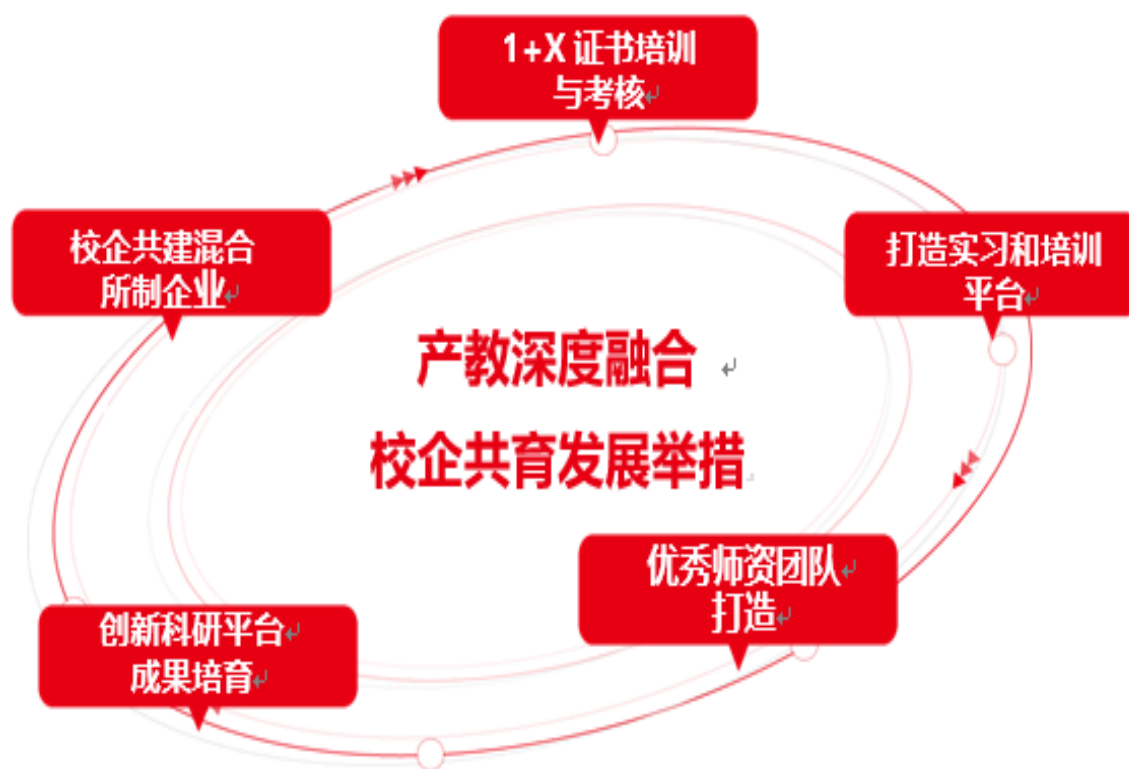 1+X 证书培训
与考核
校企共建混合
所制企业
打造实习和培训
平台
产教深度融合
校企共育发展举措
优秀师资团队
打造
创新科研平台
成果培育